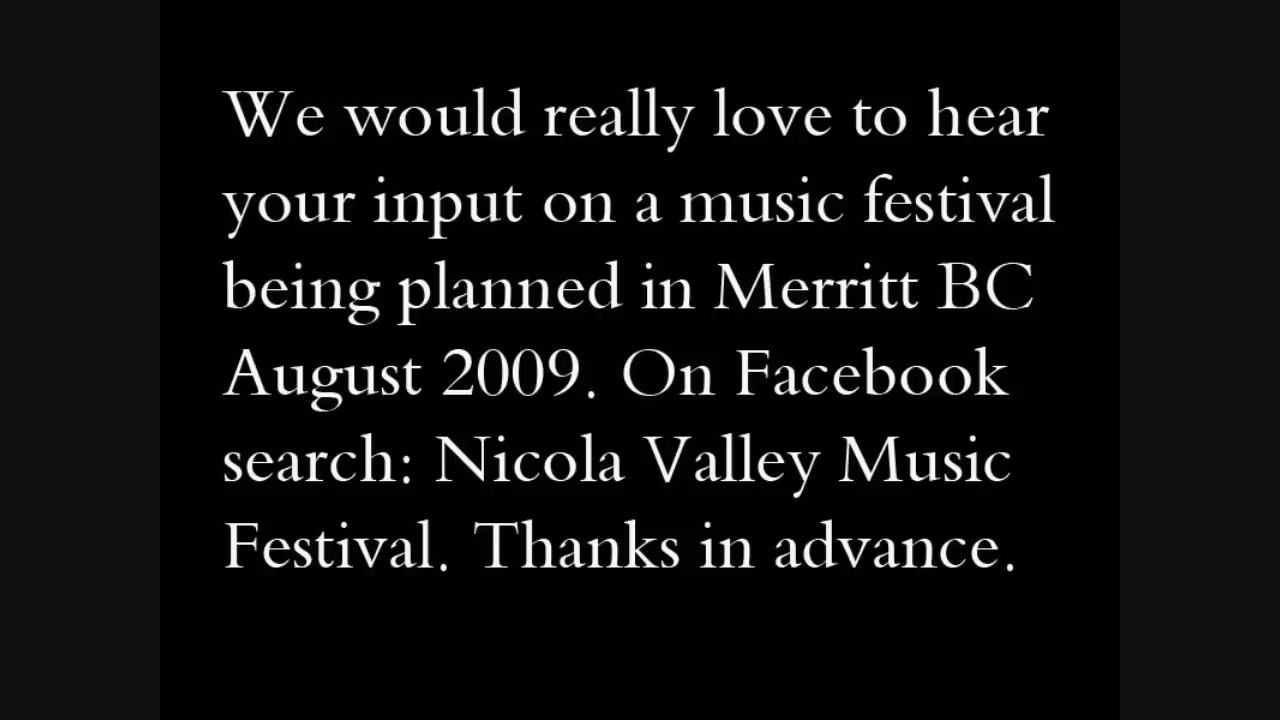 We would really love to hear
your input on a music festival
being planned in Merritt BC
August 2009. On Facebook
search: Nicola Valley Music
Festival. Thanks in advance.